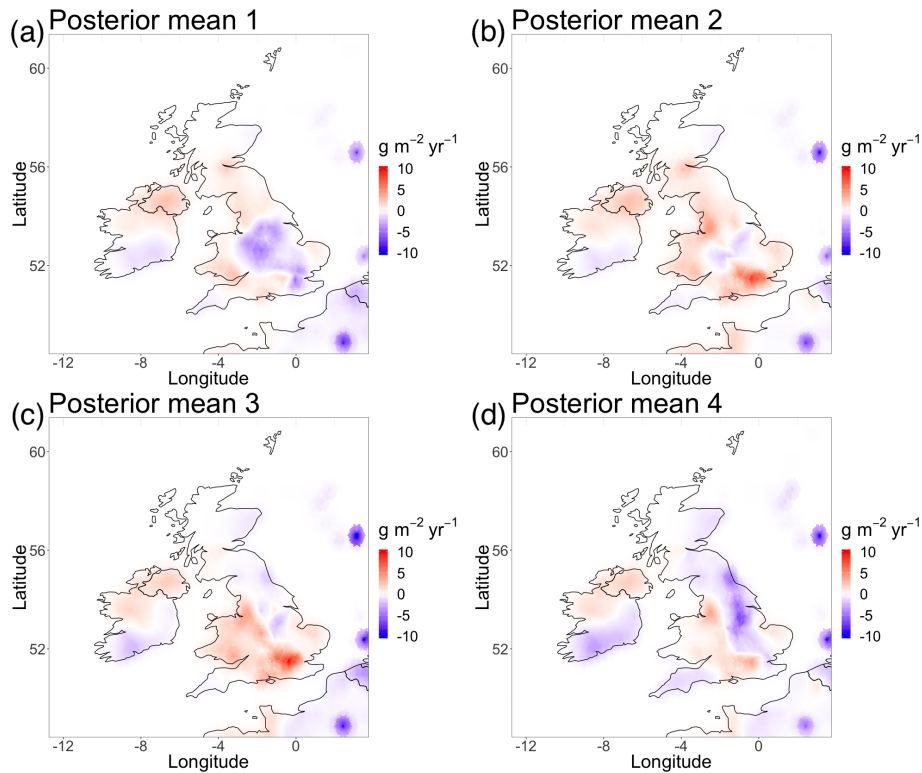 (a) Posterior mean 1
60
56
52
Latitude
-12 -8 -4 0
Longitude
g m⁻² yr⁻¹
10
5
0
-5
-10
(b) Posterior mean 2
60
56
52
Latitude
-12 -8 -4 0
Longitude
g m⁻² yr⁻¹
10
5
0
-5
-10
(c) Posterior mean 3
60
56
52
Latitude
-12 -8 -4 0
Longitude
g m⁻² yr⁻¹
10
5
0
-5
-10
(d) Posterior mean 4
60
56
52
Latitude
-12 -8 -4 0
Longitude
g m⁻² yr⁻¹
10
5
0
-5
-10